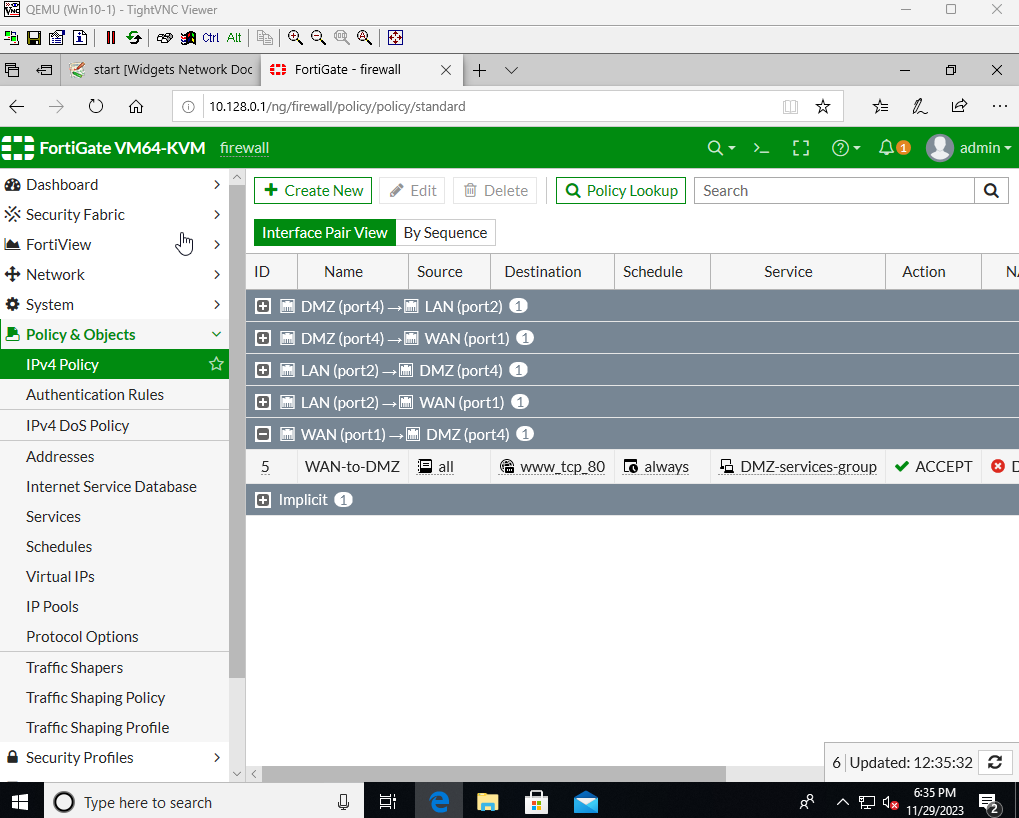 QEMU (Win10-1) - TightVNC Viewer
Ctrl Alt
start [Widgets Network Doc
FortiGate - firewall
10.128.0.1/ng/firewall/policy/policy/standard
FortiGate VM64-KVM firewall
1 admin
Dashboard
Security Fabric
FortiView
Network
System
Policy & Objects
IPv4 Policy
Authentication Rules
IPv4 DoS Policy
Addresses
Internet Service Database
Services
Schedules
Virtual IPs
IP Pools
Protocol Options
Traffic Shapers
Traffic Shaping Policy
Traffic Shaping Profile
Security Profiles
+ Create New Edit Delete Policy Lookup Search
Interface Pair View By Sequence
ID Name Source Destination Schedule Service Action NA
DMZ (port4) → LAN (port2) 1
DMZ (port4) → WAN (port1) 1
LAN (port2) → DMZ (port4) 1
LAN (port2) → WAN (port1) 1
WAN (port1) → DMZ (port4) 1
5 WAN-to-DMZ all www_tcp_80 always DMZ-services-group ACCEPT D
Implicit 1
6 Updated: 12:35:32
Type here to search
6:35 PM
11/29/2023
2